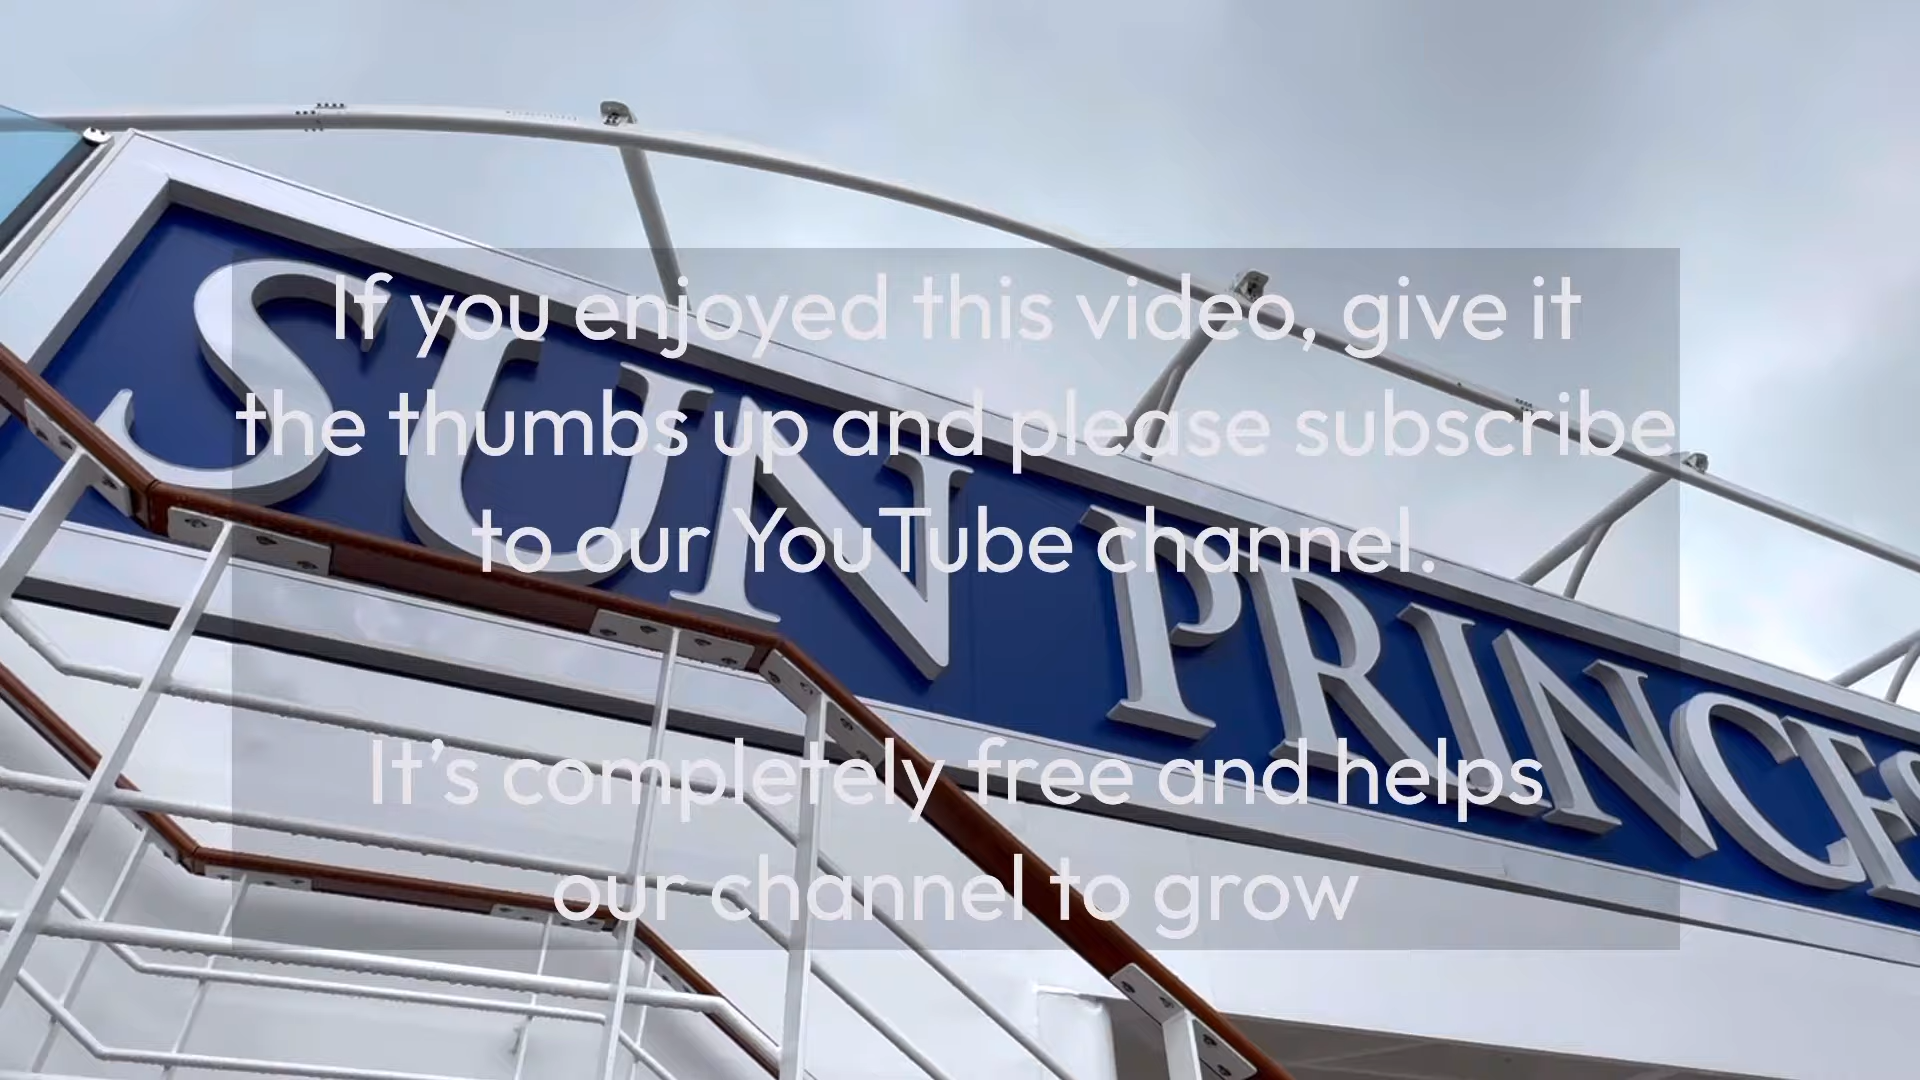 SUN PRINCES
If you enjoyed this video, give it
the thumbs up and please subscribe
to our YouTube channel.
It’s completely free and helps
our channel to grow